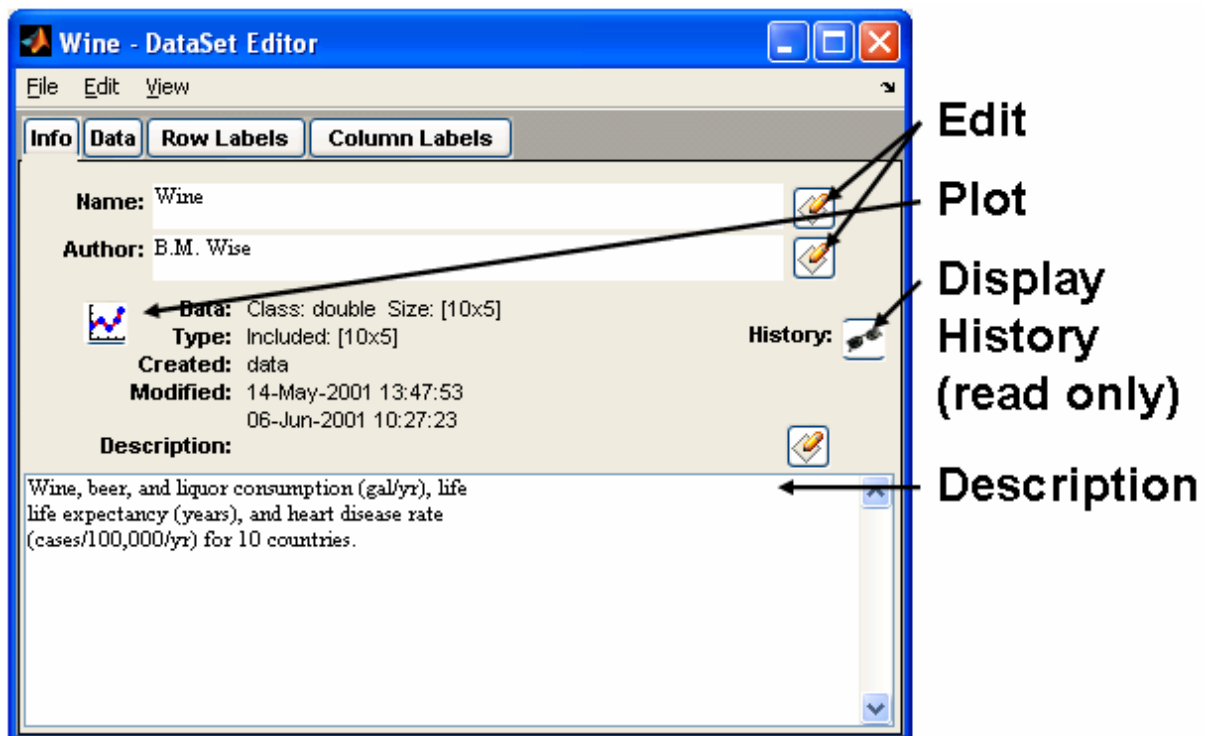 Wine - DataSet Editor
File Edit View
Info Data Row Labels Column Labels
Name: Wine
Author: B.M. Wise
Data: Class: double Size: [10x5]
Type: Included: [10x5]
Created: data
Modified: 14-May-2001 13:47:53
06-Jun-2001 10:27:23
History:
Description:
Wine, beer, and liquor consumption (gal/yr), life
life expectancy (years), and heart disease rate
(cases/100,000/yr) for 10 countries.
Edit
Plot
Display
History
(read only)
Description